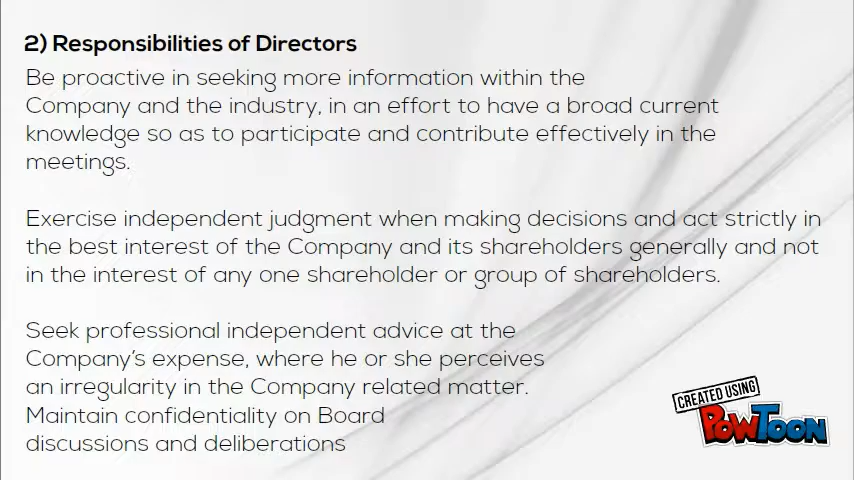 2) Responsibilities of Directors
Be proactive in seeking more information within the
Company and the industry, in an effort to have a broad current
knowledge so as to participate and contribute effectively in the
meetings.
Exercise independent judgment when making decisions and act strictly in
the best interest of the Company and its shareholders generally and not
in the interest of any one shareholder or group of shareholders.
Seek professional independent advice at the
Company's expense, where he or she perceives
an irregularity in the Company related matter.
Maintain confidentiality on Board
discussions and deliberations
CREATED USING
POWTOON